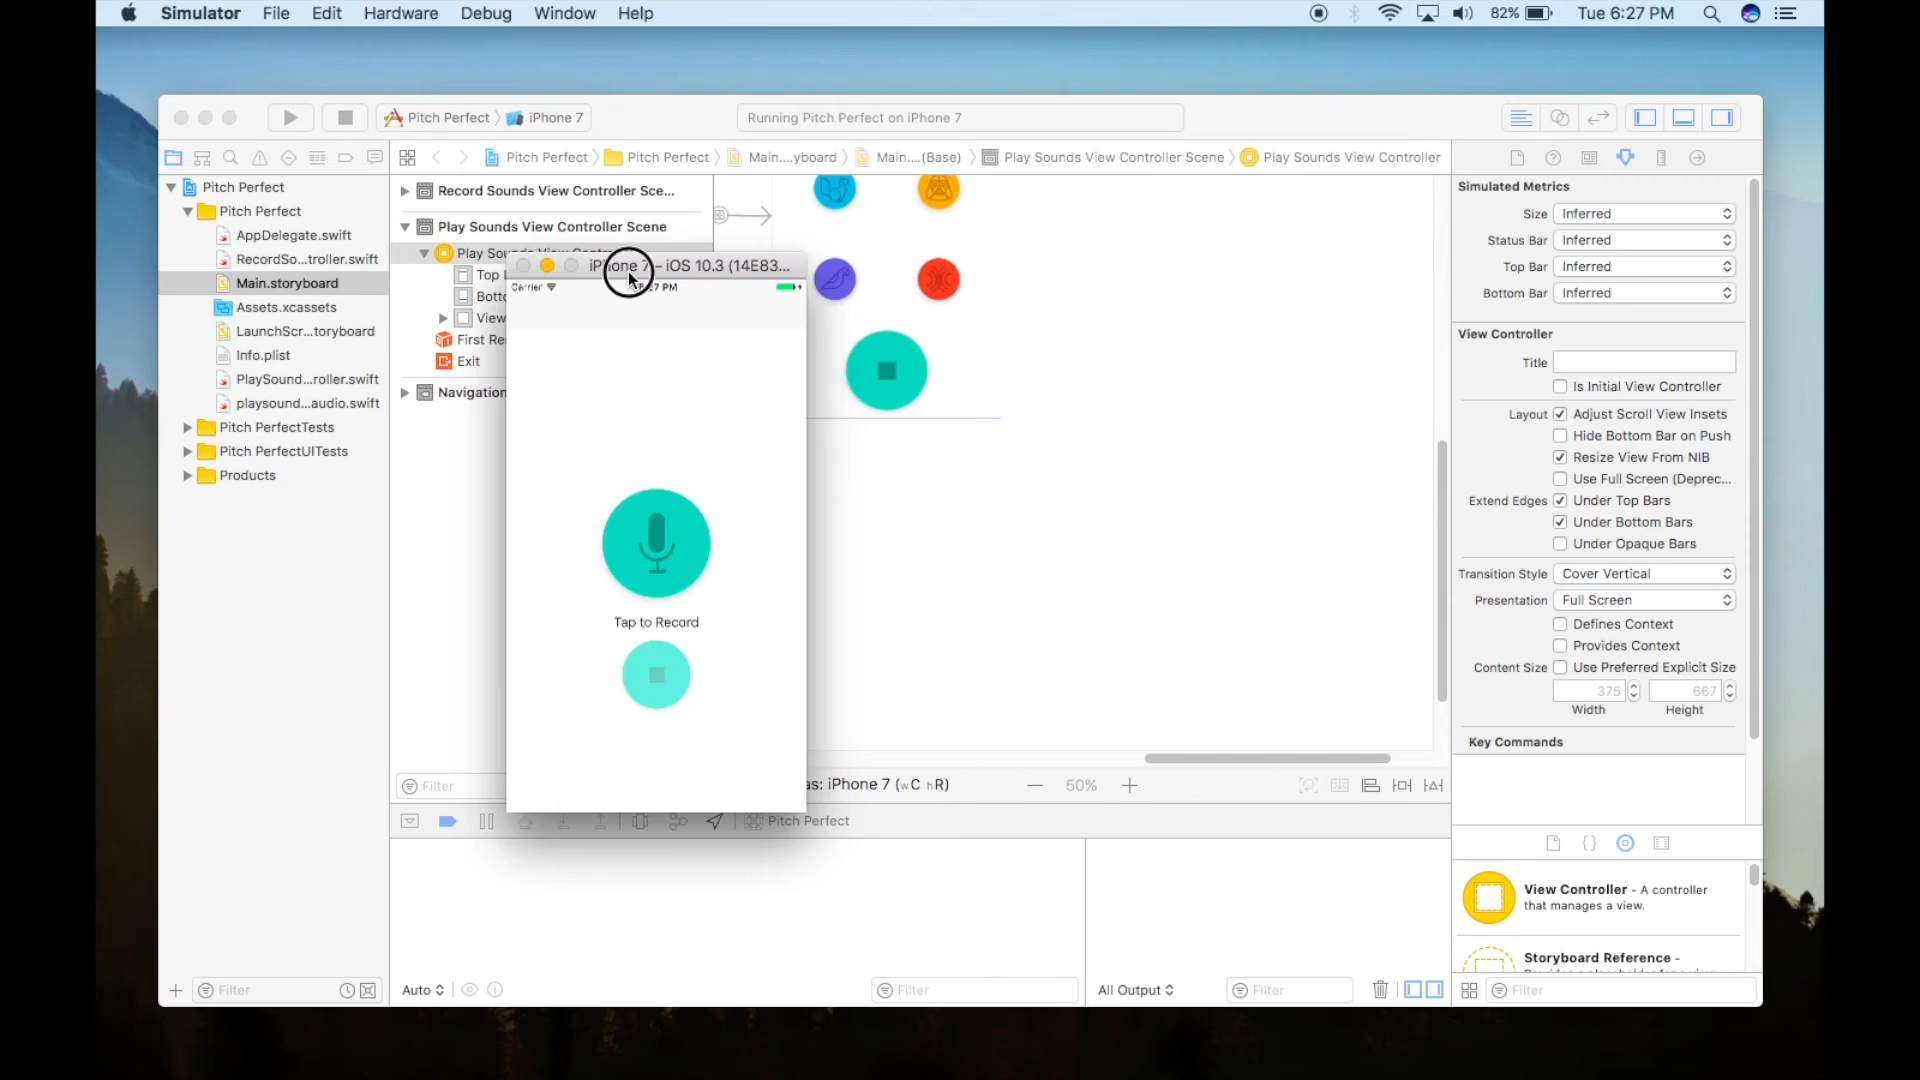 Simulator File Edit Hardware Debug Window Help 82% Tue 6:27 PM
Pitch Perfect iPhone 7 Running Pitch Perfect on iPhone 7
Pitch Perfect Pitch Perfect Main....yboard Main....(Base) Play Sounds View Controller Scene Play Sounds View Controller
Pitch Perfect
Pitch Perfect
AppDelegate.swift
RecordSo...troller.swift
Main.storyboard
Assets.xcassets
LaunchScr...toryboard
Info.plist
PlaySound...roller.swift
playsound...audio.swift
Pitch PerfectTests
Pitch PerfectUITests
Products
Filter
Record Sounds View Controller Sce...
Play Sounds View Controller Scene
Play Sou
Top
Botto
View
First Re
Exit
Navigation
Filter
iPhone 7 – iOS 10.3 (14E83...
Carrier 6:27 PM
Tap to Record
as: iPhone 7 (wC hR) 50%
Pitch Perfect
Auto Filter
All Output Filter
Simulated Metrics
Size Inferred
Status Bar Inferred
Top Bar Inferred
Bottom Bar Inferred
View Controller
Title
Is Initial View Controller
Layout Adjust Scroll View Insets
Hide Bottom Bar on Push
Resize View From NIB
Use Full Screen (Deprec...
Extend Edges Under Top Bars
Under Bottom Bars
Under Opaque Bars
Transition Style Cover Vertical
Presentation Full Screen
Defines Context
Provides Context
Content Size Use Preferred Explicit Size
375 667
Width Height
Key Commands
{ }
View Controller - A controller
that manages a view.
Storyboard Reference -
Filter